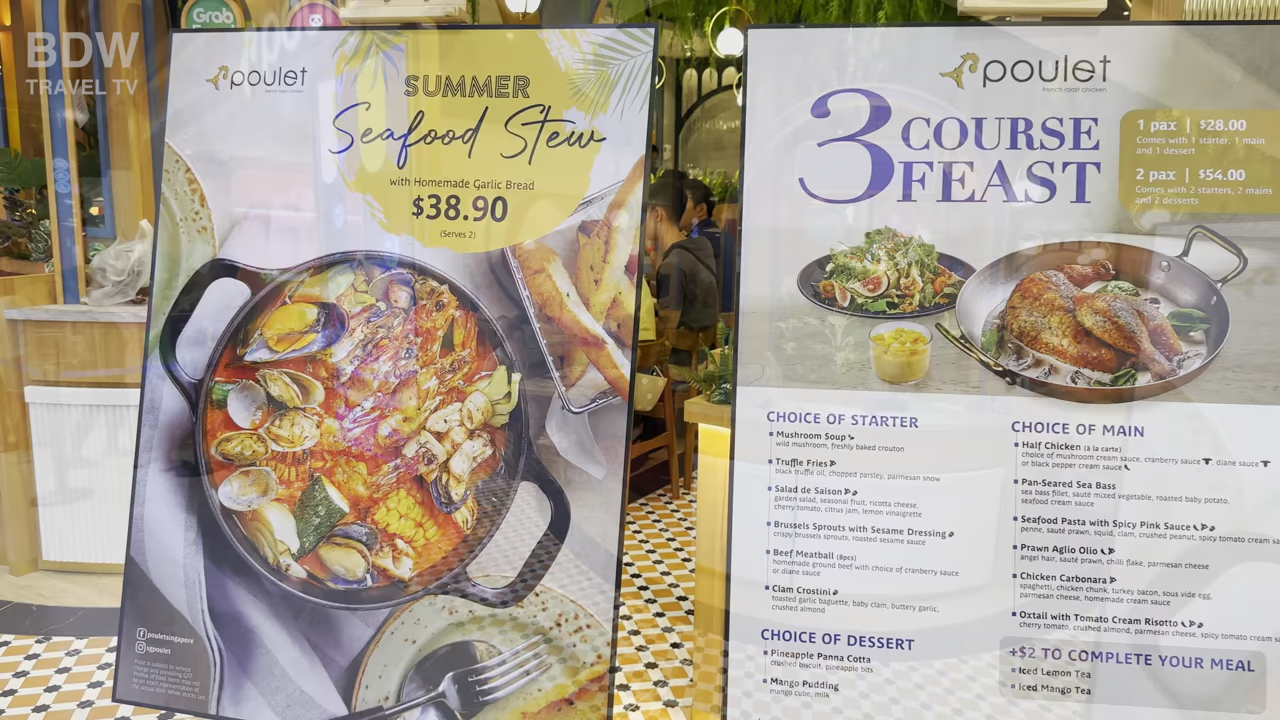 BDW
TRAVEL TV
Grab
poulet
french roast chicken
SUMMER
Seafood Stew
with Homemade Garlic Bread
$38.90
(Serves 2)
pouletsingapore
sgpoulet
poulet
french roast chicken
3 COURSE
FEAST
1 pax | $28.00
Comes with 1 starter, 1 main
and 1 dessert
2 pax | $54.00
Comes with 2 starters, 2 mains
and 2 desserts
CHOICE OF STARTER
Mushroom Soup
wild mushroom, freshly baked crouton
Truffle Fries
black truffle oil, chopped parsley, parmesan snow
Salad de Saison
garden salad, seasonal fruit, ricotta cheese,
cherry tomato, citrus jam, lemon vinaigrette
Brussels Sprouts with Sesame Dressing
crispy brussels sprouts, roasted sesame sauce
Beef Meatball (8pcs)
homemade ground beef with choice of cranberry sauce
or diane sauce
Clam Crostini
toasted garlic baguette, baby clam, buttery garlic,
crushed almond
CHOICE OF DESSERT
Pineapple Panna Cotta
crushed biscuit, pineapple bits
Mango Pudding
mango cube, milk
CHOICE OF MAIN
Half Chicken (à la carte)
choice of mushroom cream sauce, cranberry sauce, diane sauce
or black pepper cream sauce
Pan-Seared Sea Bass
sea bass fillet, sauté mixed vegetable, roasted baby potato,
seafood cream sauce
Seafood Pasta with Spicy Pink Sauce
penne, sauté prawn, squid, clam, crushed peanut, spicy tomato cream sa
Prawn Aglio Olio
angel hair, sauté prawn, chilli flake, parmesan cheese
Chicken Carbonara
spaghetti, chicken chunk, turkey bacon, sous vide egg,
parmesan cheese, homemade cream sauce
Oxtail with Tomato Cream Risotto
cherry tomato, crushed almond, parmesan cheese, spicy tomato cream sa
+$2 TO COMPLETE YOUR MEAL
Iced Lemon Tea
Iced Mango Tea